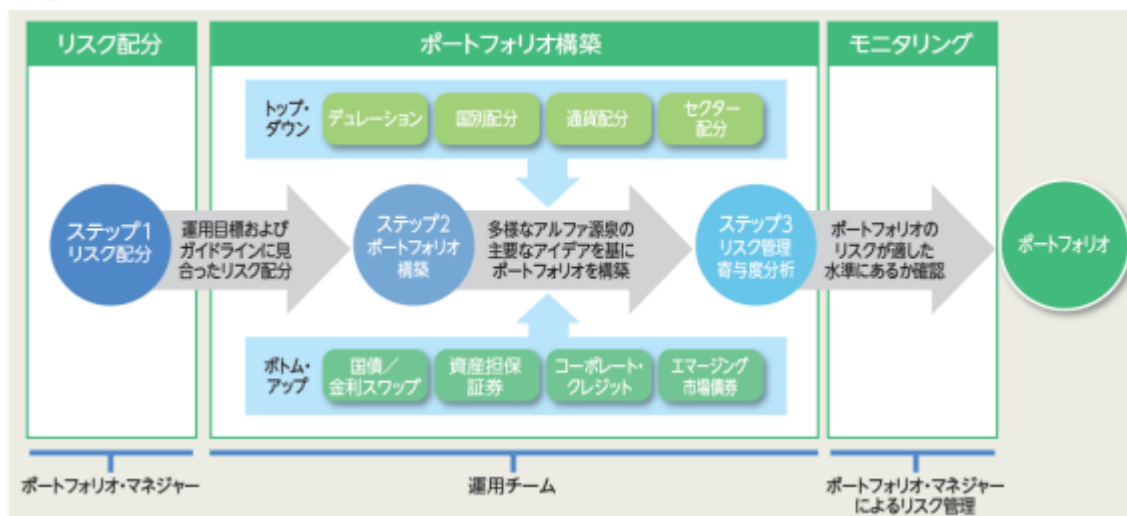 リスク配分
ポートフォリオ構築
モニタリング
トップ・
ダウン
デュレーション
国別配分
通貨配分
セクター
配分
ステップ1
リスク配分
運用目標および
ガイドラインに見
合ったリスク配分
ステップ2
ポートフォリオ
構築
多様なアルファ源泉の
主要なアイデアを基に
ポートフォリオを構築
ステップ3
リスク管理
寄与度分析
ポートフォリオの
リスクが適した
水準にあるか確認
ポートフォリオ
ボトム・
アップ
国債／
金利スワップ
資産担保
証券
コーポレート・
クレジット
エマージング
市場債券
ポートフォリオ・マネジャー
運用チーム
ポートフォリオ・マネジャー
によるリスク管理